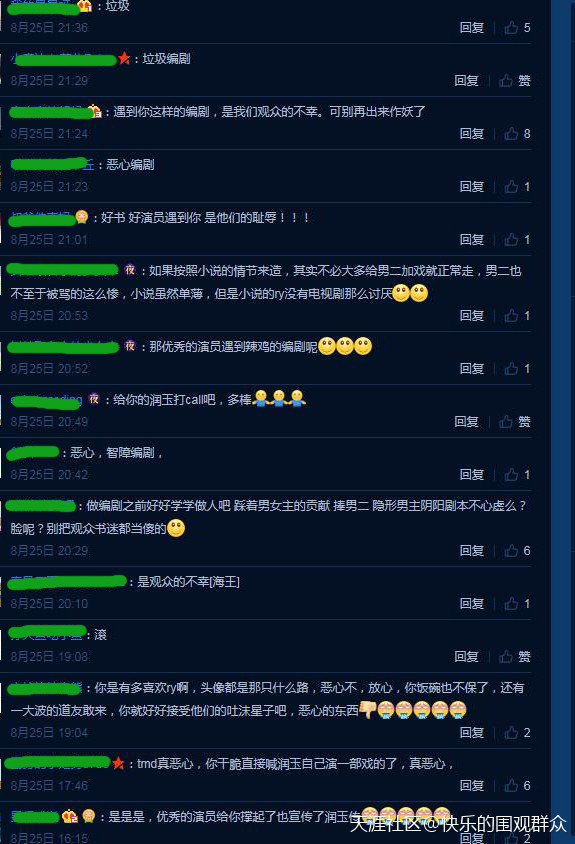 ：垃圾
8月25日 21:36
回复 5
：垃圾编剧
8月25日 21:29
回复 赞
：遇到你这样的编剧，是我们观众的不幸。可别再出来作妖了
8月25日 21:24
回复 8
丘：恶心编剧
8月25日 21:23
回复 1
：好书 好演员遇到你 是他们的耻辱！！！
8月25日 21:01
回复 1
夜：如果按照小说的情节来造，其实不必大多给男二加戏就正常走，男二也
不至于被骂的这么惨，小说虽然单薄，但是小说的ry没有电视剧那么讨厌
8月25日 20:53
回复 1
夜：那优秀的演员遇到辣鸡的编剧呢
8月25日 20:52
回复 1
夜：给你的润玉打call吧，多棒
8月25日 20:49
回复 赞
：恶心，智障编剧，
8月25日 20:42
回复 1
：做编剧之前好好学学做人吧 踩着男女主的贡献 捧男二 隐形男主阴阳剧本不心虚么？
脸呢？别把观众书迷都当傻的
8月25日 20:29
回复 6
：是观众的不幸[海王]
8月25日 20:10
回复 1
：滚
8月25日 19:08
回复 赞
：你是有多喜欢ry啊，头像都是那只什么路，恶心不，放心，你饭碗也不保了，还有
一大波的道友敢来，你就好好接受他们的吐沫星子吧，恶心的东西
8月25日 19:04
回复 2
：tmd真恶心，你干脆直接喊润玉自己演一部戏的了，真恶心，
8月25日 17:46
回复 6
：是是是，优秀的演员给你撑起了也宣传了润玉传
8月25日 16:15
回复 2
天涯社区@快乐的围观群众